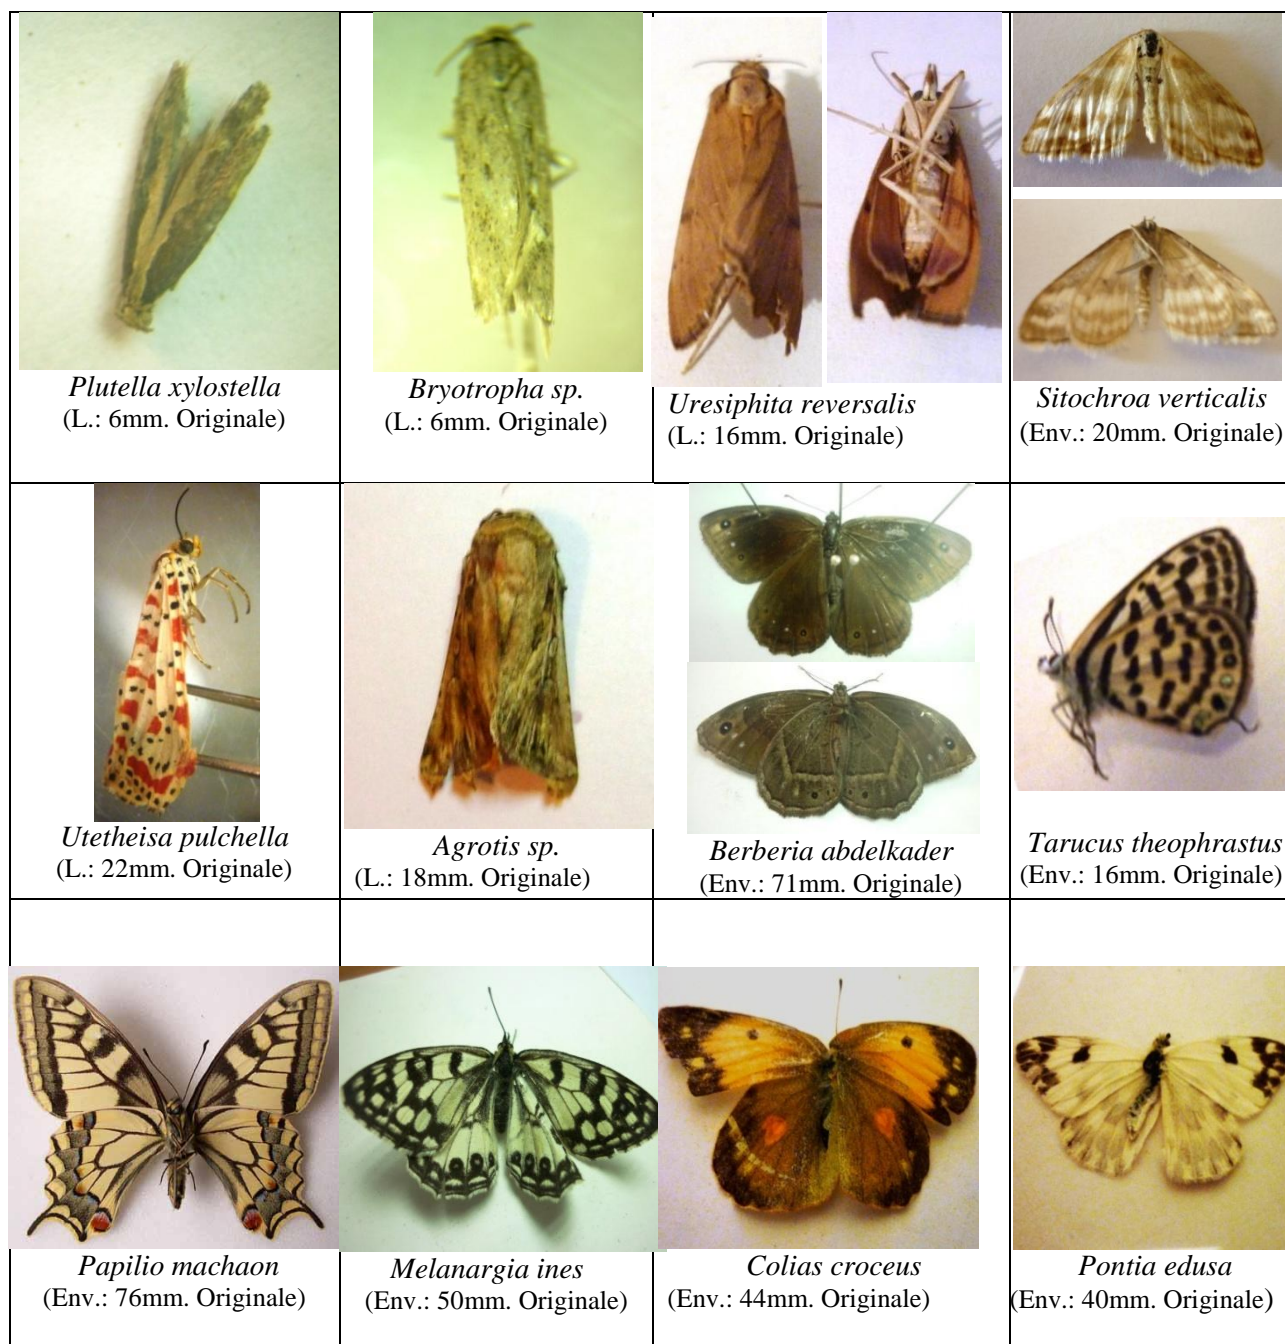 Plutella xylostella
(L.: 6mm. Originale)
Bryotropha sp.
(L.: 6mm. Originale)
Uresiphita reversalis
(L.: 16mm. Originale)
Sitochroa verticalis
(Env.: 20mm. Originale)
Utetheisa pulchella
(L.: 22mm. Originale)
Agrotis sp.
(L.: 18mm. Originale)
Berberia abdelkader
(Env.: 71mm. Originale)
Tarucus theophrastus
(Env.: 16mm. Originale)
Papilio machaon
(Env.: 76mm. Originale)
Melanargia ines
(Env.: 50mm. Originale)
Colias croceus
(Env.: 44mm. Originale)
Pontia edusa
(Env.: 40mm. Originale)